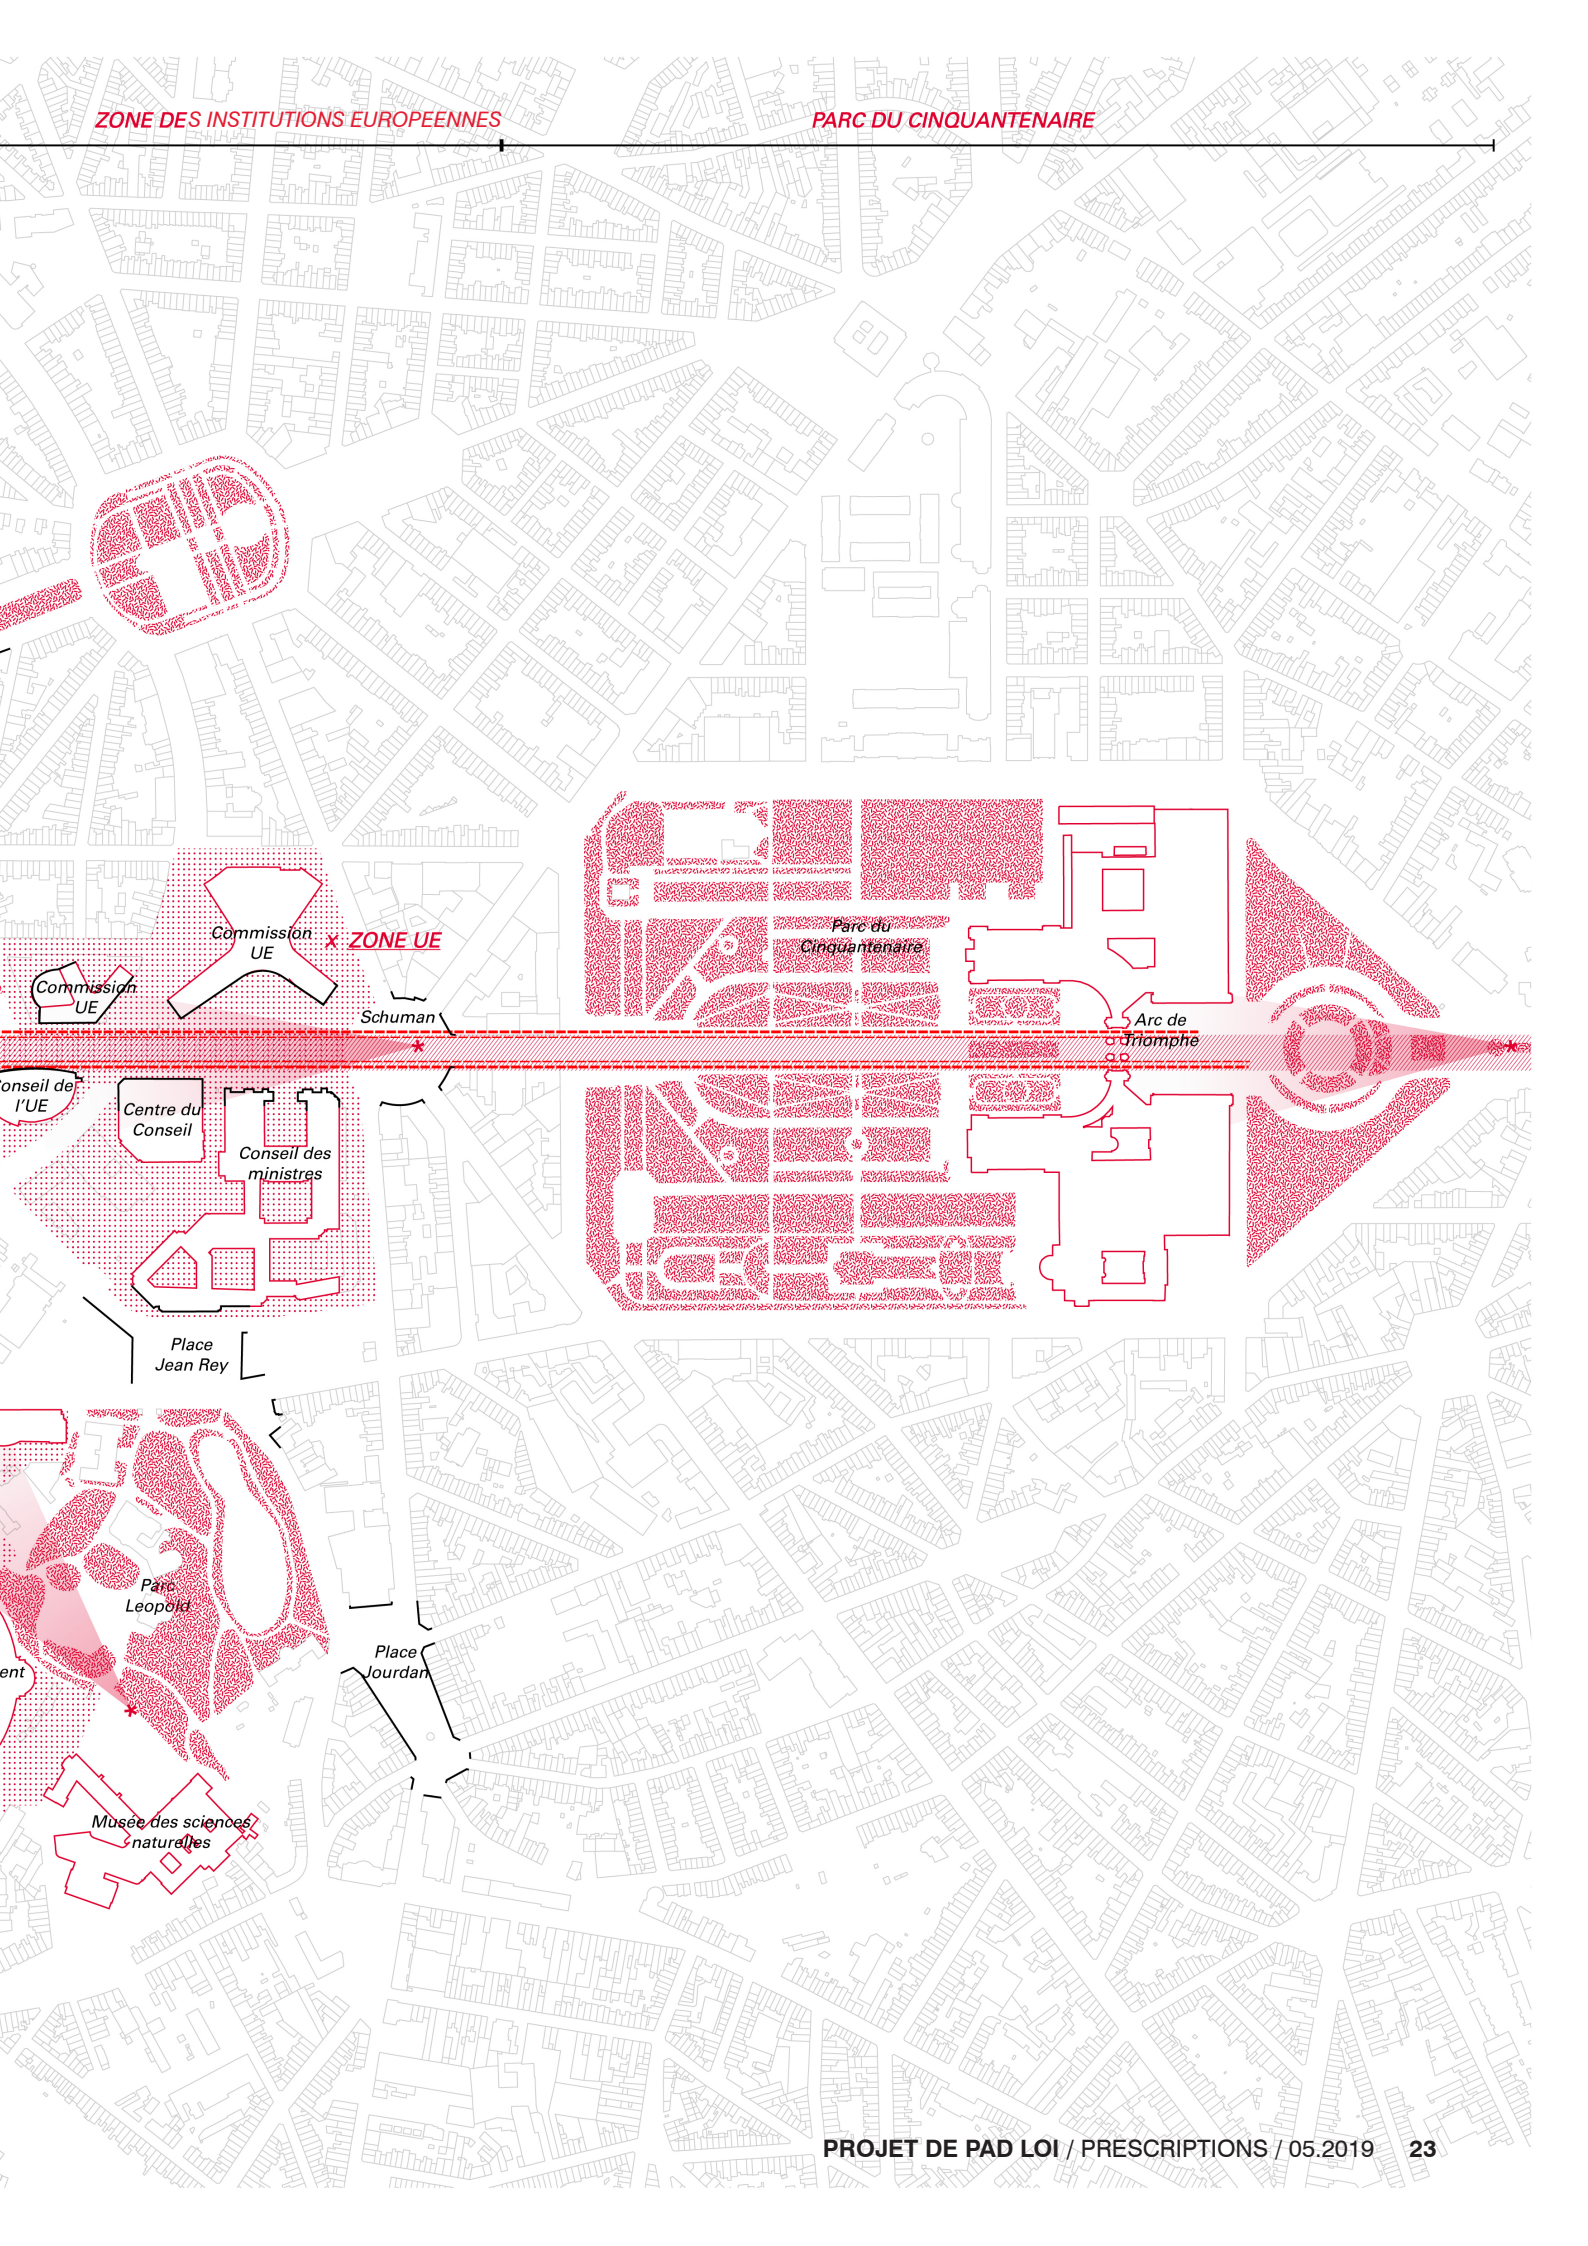 ZONE DES INSTITUTIONS EUROPEENNES
PARC DU CINQUANTENAIRE
Commission
UE
x ZONE UE
Parc du
Cinquantenaire
Commission
UE
Schuman
Arc de
Triomphe
onseil de
l'UE
Centre du
Conseil
Conseil des
ministres
Place
Jean Rey
Parc
Leopold
Place
Jourdan
ent
Musée des sciences
naturelles
PROJET DE PAD LOI / PRESCRIPTIONS / 05.2019 23